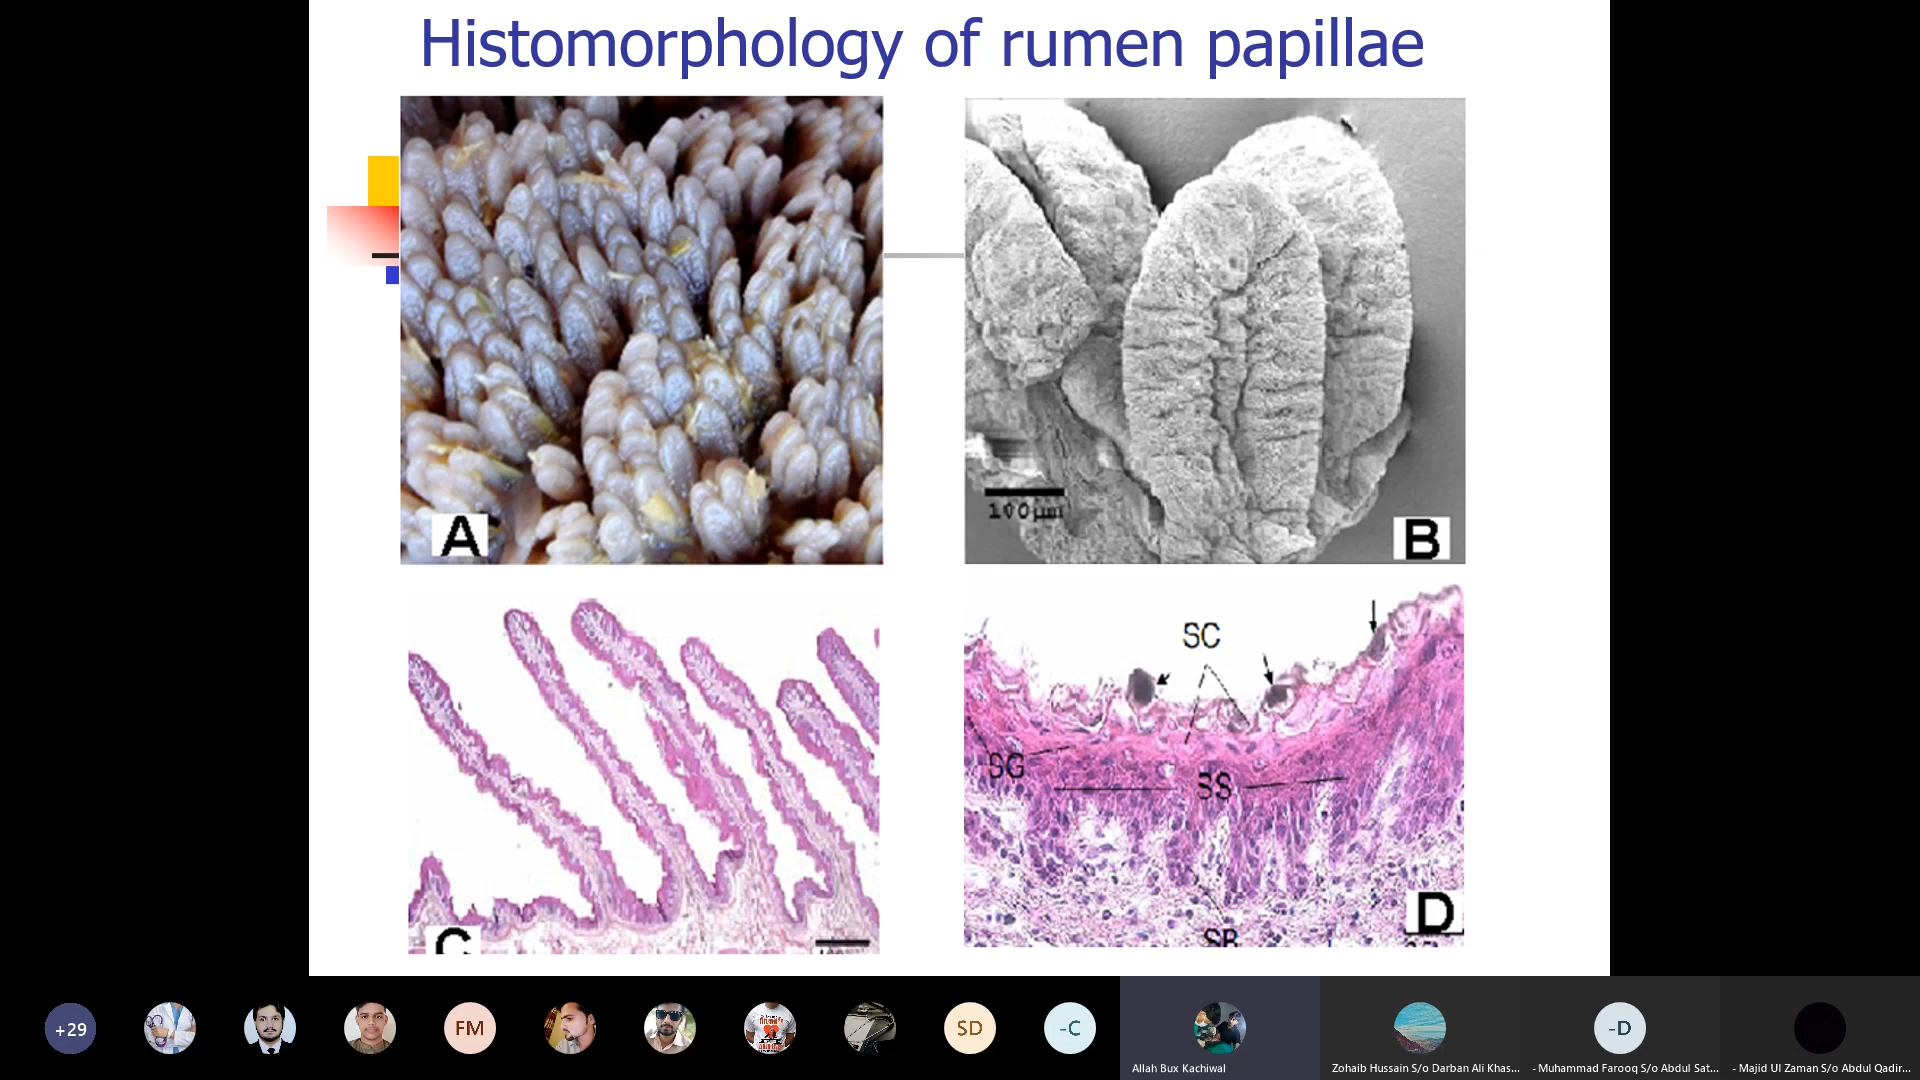 Histomorphology of rumen papillae
A
100µm
B
SC
SG
SS
C
D
SB
+29
FM
SD
-C
-D
Allah Bux Kachiwal
Zohaib Hussain S/o Darban Ali Khas...
- Muhammad Farooq S/o Abdul Sat...
- Majid Ul Zaman S/o Abdul Qadir...